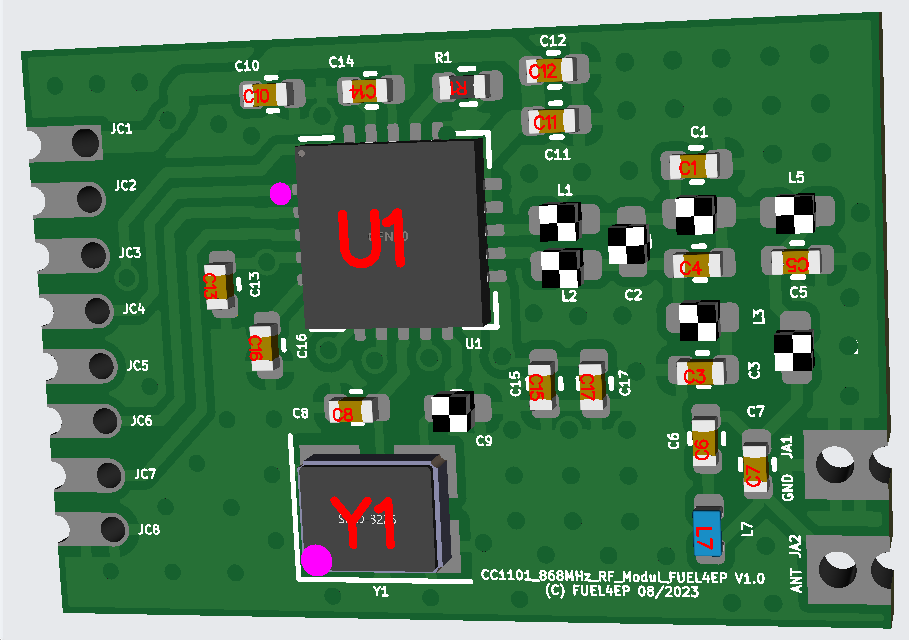 C10
C14
R1
C12
C10
C14
R1
C12
JC1
C11
C11
C1
C1
JC2
L1
L5
U1
JC3
C13
C13
L2
C2
C4
C5
C5
JC4
C16
C16
U1
L3
JC5
C15
C15
C17
C17
C3
C3
JC6
C8
C8
C9
C6
C6
C7
C7
JA1
GND
JC7
Y1
JC8
L7
L7
JA2
ANT
CC1101_868MHz_RF_Modul_FUEL4EP V1.0
(C) FUEL4EP 08/2023
Y1